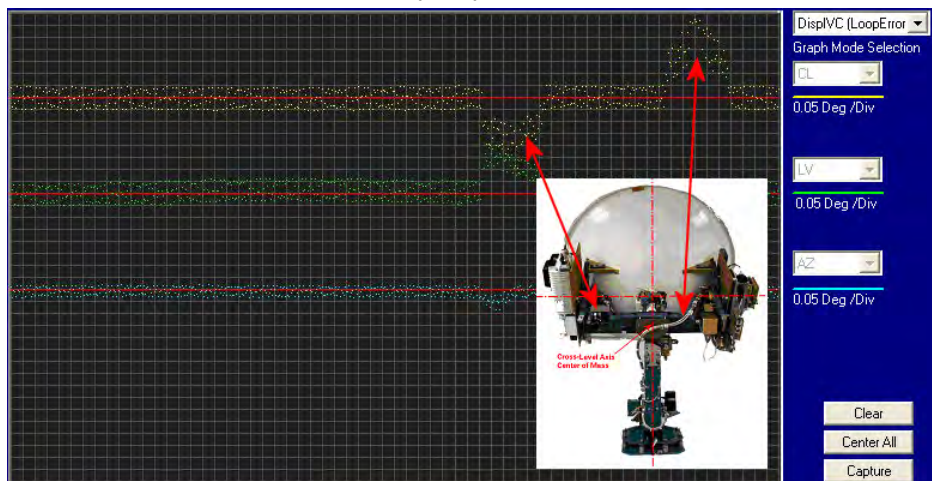 DisplVC (LoopError
Graph Mode Selection
CL
0.05 Deg /Div
LV
0.05 Deg /Div
AZ
0.05 Deg /Div
Cross-Level Axis
Center of Mass
Clear
Center All
Capture